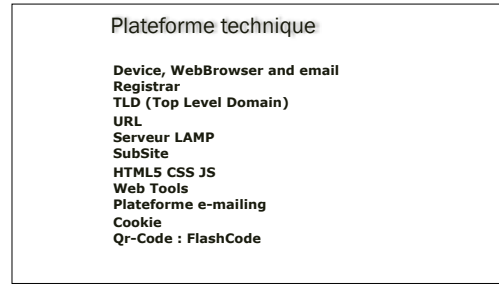 Plateforme technique
Device, WebBrowser and email
Registrar
TLD (Top Level Domain)
URL
Serveur LAMP
SubSite
HTML5 CSS JS
Web Tools
Plateforme e-mailing
Cookie
Qr-Code : FlashCode